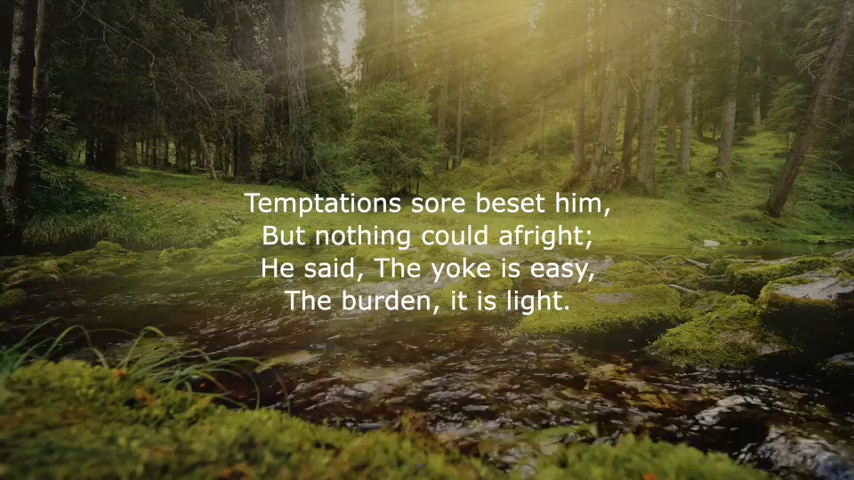 Temptations sore beset him,
But nothing could afright;
He said, The yoke is easy,
The burden, it is light.